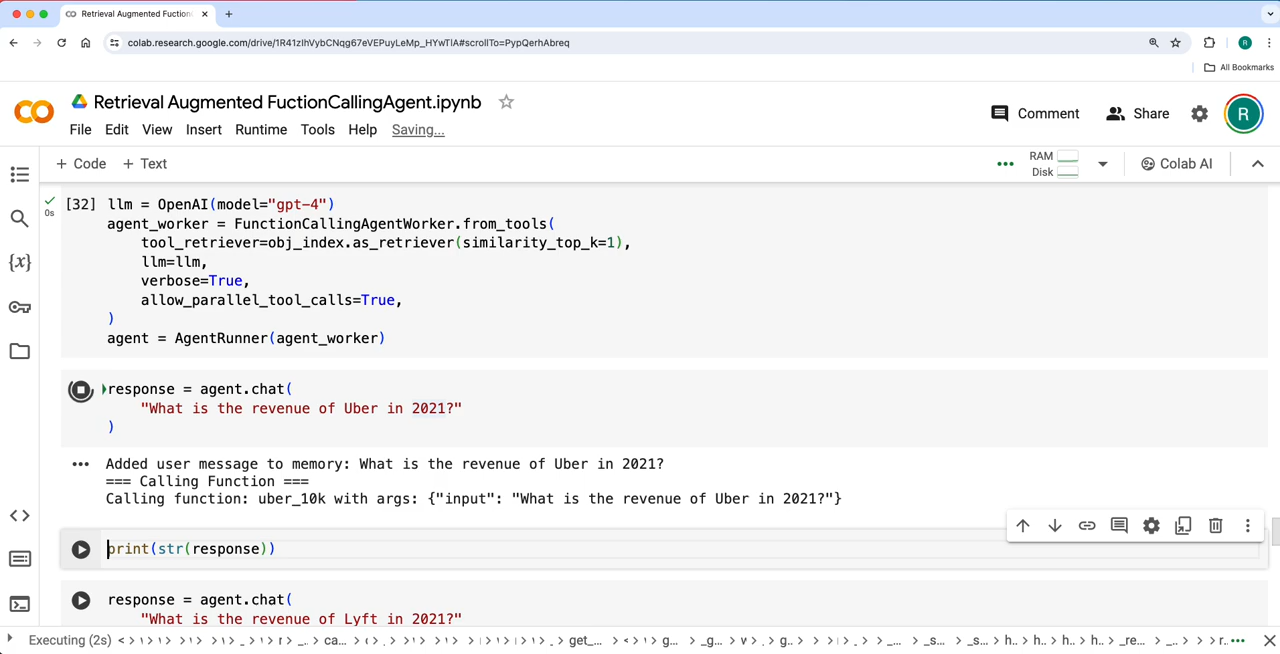 Retrieval Augmented Fuction
colab.research.google.com/drive/1R41zIhVybCNqg67eVEPuyLeMp_HYwTIA#scrollTo=PypQerhAbreq
R
All Bookmarks
Retrieval Augmented FuctionCallingAgent.ipynb
Comment
Share
R
File Edit View Insert Runtime Tools Help Saving...
+ Code + Text
RAM
Disk
Colab AI
[32] llm = OpenAI(model="gpt-4")
0s
agent_worker = FunctionCallingAgentWorker.from_tools(
tool_retriever=obj_index.as_retriever(similarity_top_k=1),
llm=llm,
verbose=True,
allow_parallel_tool_calls=True,
)
agent = AgentRunner(agent_worker)
response = agent.chat(
"What is the revenue of Uber in 2021?"
)
Added user message to memory: What is the revenue of Uber in 2021?
=== Calling Function ===
Calling function: uber_10k with args: {"input": "What is the revenue of Uber in 2021?"}
print(str(response))
response = agent.chat(
"What is the revenue of Lyft in 2021?"
Executing (2s)